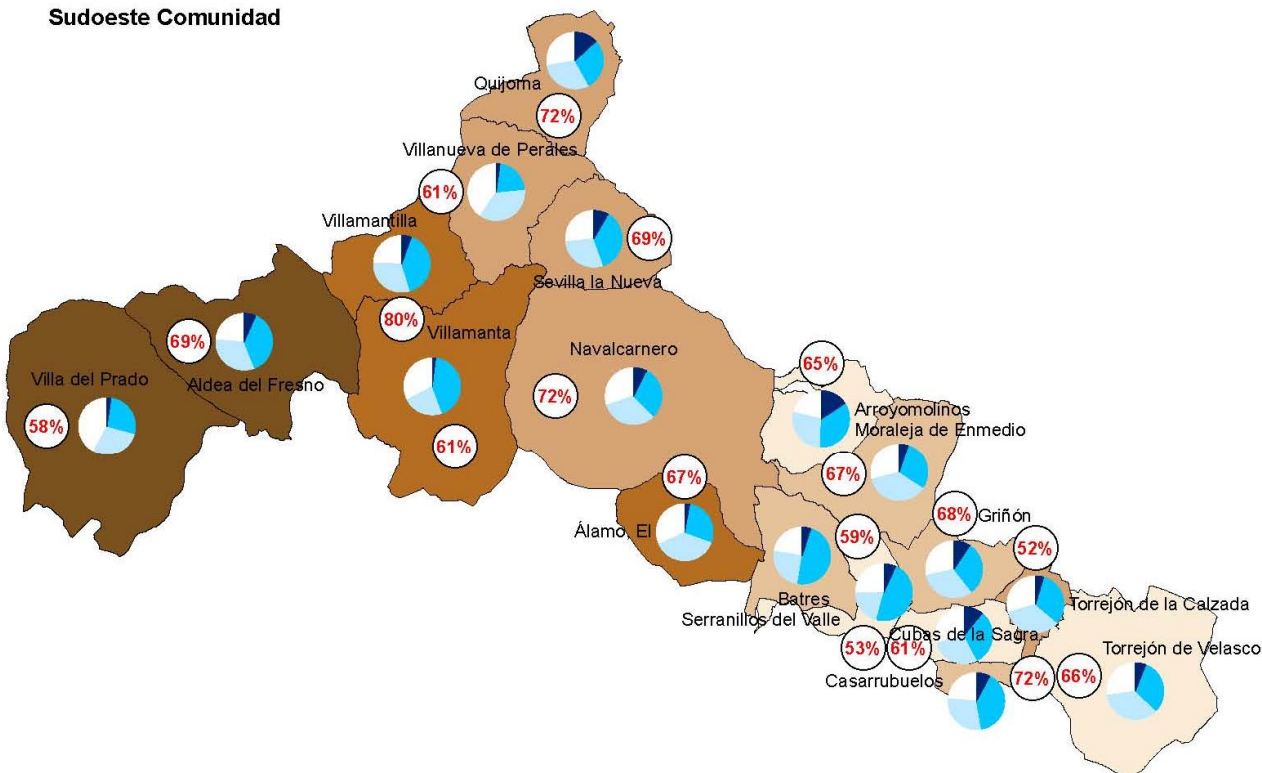 Sudoeste Comunidad
Quijorna
72%
Villanueva de Perales
61%
Villamantilla
69%
Sevilla la Nueva
80%
Villamanta
69%
Aldea del Fresno
Navalcarnero
Villa del Prado
58%
72%
61%
65%
Arroyomolinos
Moraleja de Enmedio
67%
67%
68%
Griñón
Álamo, El
59%
52%
Batres
Serranillos del Valle
Torrejón de la Calzada
Cubas de la Sagra
53%
61%
Torrejón de Velasco
Casarrubuelos
72%
66%